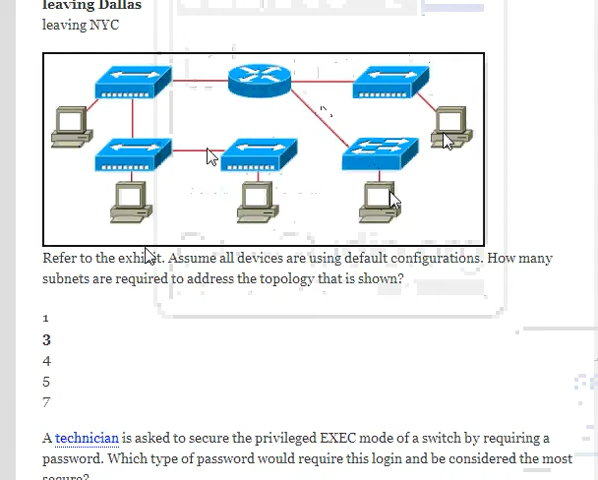 leaving Dallas
leaving NYC
Refer to the exhibit. Assume all devices are using default configurations. How many
subnets are required to address the topology that is shown?
1
3
4
5
7
A technician is asked to secure the privileged EXEC mode of a switch by requiring a
password. Which type of password would require this login and be considered the most
secure?